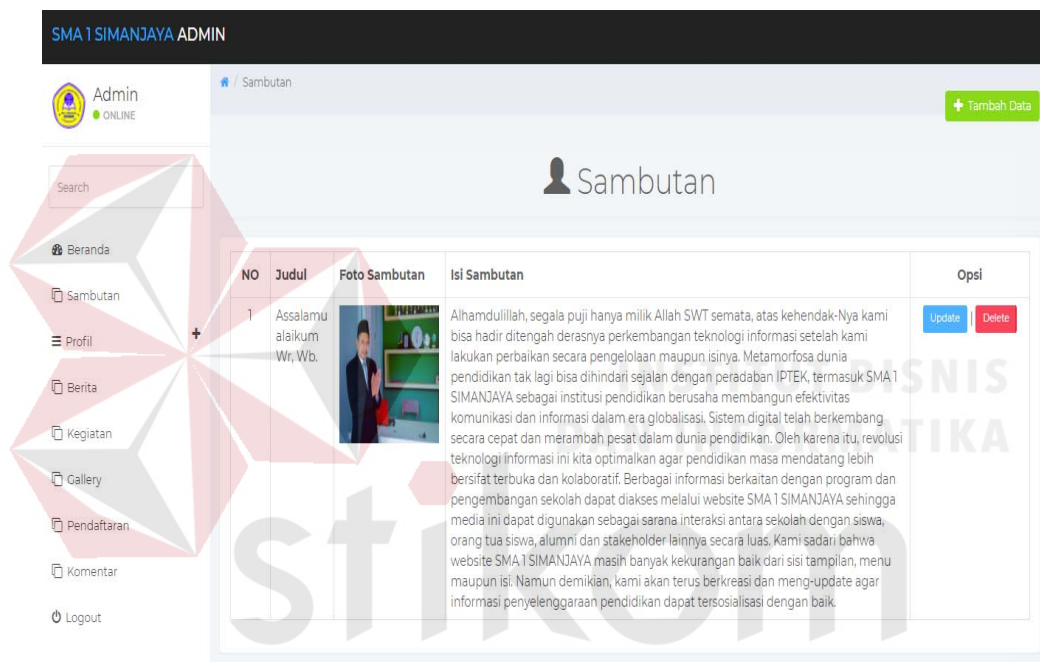 SMA 1 SIMANJAYA ADMIN
Admin
ONLINE
/ Sambutan
+ Tambah Data
Search
Sambutan
Beranda
Sambutan
Profil +
Berita
Kegiatan
Gallery
Pendaftaran
Komentar
Logout
NO Judul Foto Sambutan Isi Sambutan Opsi
1
Assalamu
alaikum
Wr, Wb.
Alhamdulillah, segala puji hanya milik Allah SWT semata, atas kehendak-Nya kami
bisa hadir ditengah derasnya perkembangan teknologi informasi setelah kami
lakukan perbaikan secara pengelolaan maupun isinya. Metamorfosa dunia
pendidikan tak lagi bisa dihindari sejalan dengan peradaban IPTEK, termasuk SMA 1
SIMANJAYA sebagai institusi pendidikan berusaha membangun efektivitas
komunikasi dan informasi dalam era globalisasi. Sistem digital telah berkembang
secara cepat dan merambah pesat dalam dunia pendidikan. Oleh karena itu, revolusi
teknologi informasi ini kita optimalkan agar pendidikan masa mendatang lebih
bersifat terbuka dan kolaboratif. Berbagai informasi berkaitan dengan program dan
pengembangan sekolah dapat diakses melalui website SMA 1 SIMANJAYA sehingga
media ini dapat digunakan sebagai sarana interaksi antara sekolah dengan siswa,
orang tua siswa, alumni dan stakeholder lainnya secara luas. Kami sadari bahwa
website SMA 1 SIMANJAYA masih banyak kekurangan baik dari sisi tampilan, menu
maupun isi. Namun demikian, kami akan terus berkreasi dan meng-update agar
informasi penyelenggaraan pendidikan dapat tersosialisasi dengan baik.
Update | Delete
INSTITUT BISNIS
DAN INFORMATIKA
stikom